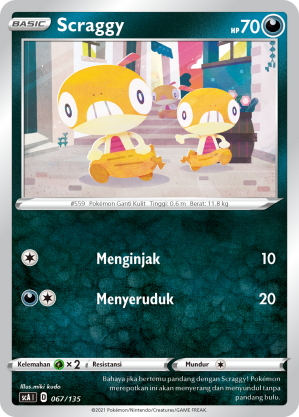 BASIC Scraggy HP70
#559 Pokémon Ganti Kulit Tinggi: 0.6 m Berat: 11.8 kg
Menginjak 10
Menyeruduk 20
Kelemahan ×2 Resistansi Mundur
Illus. miki kudo
scA I D 067/135
Bahaya jika bertemu pandang dengan Scraggy! Pokémon
merepotkan ini akan menyerang dan menyundul tanpa
pandang bulu.
©2021 Pokémon/Nintendo/Creatures/GAME FREAK.